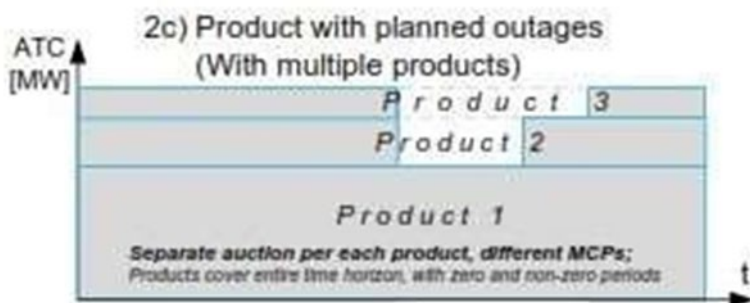 2c) Product with planned outages
(With multiple products)
ATC
[MW]
Product 3
Product 2
Product 1
Separate auction per each product, different MCPs;
Products cover entire time horizon, with zero and non-zero periods
t